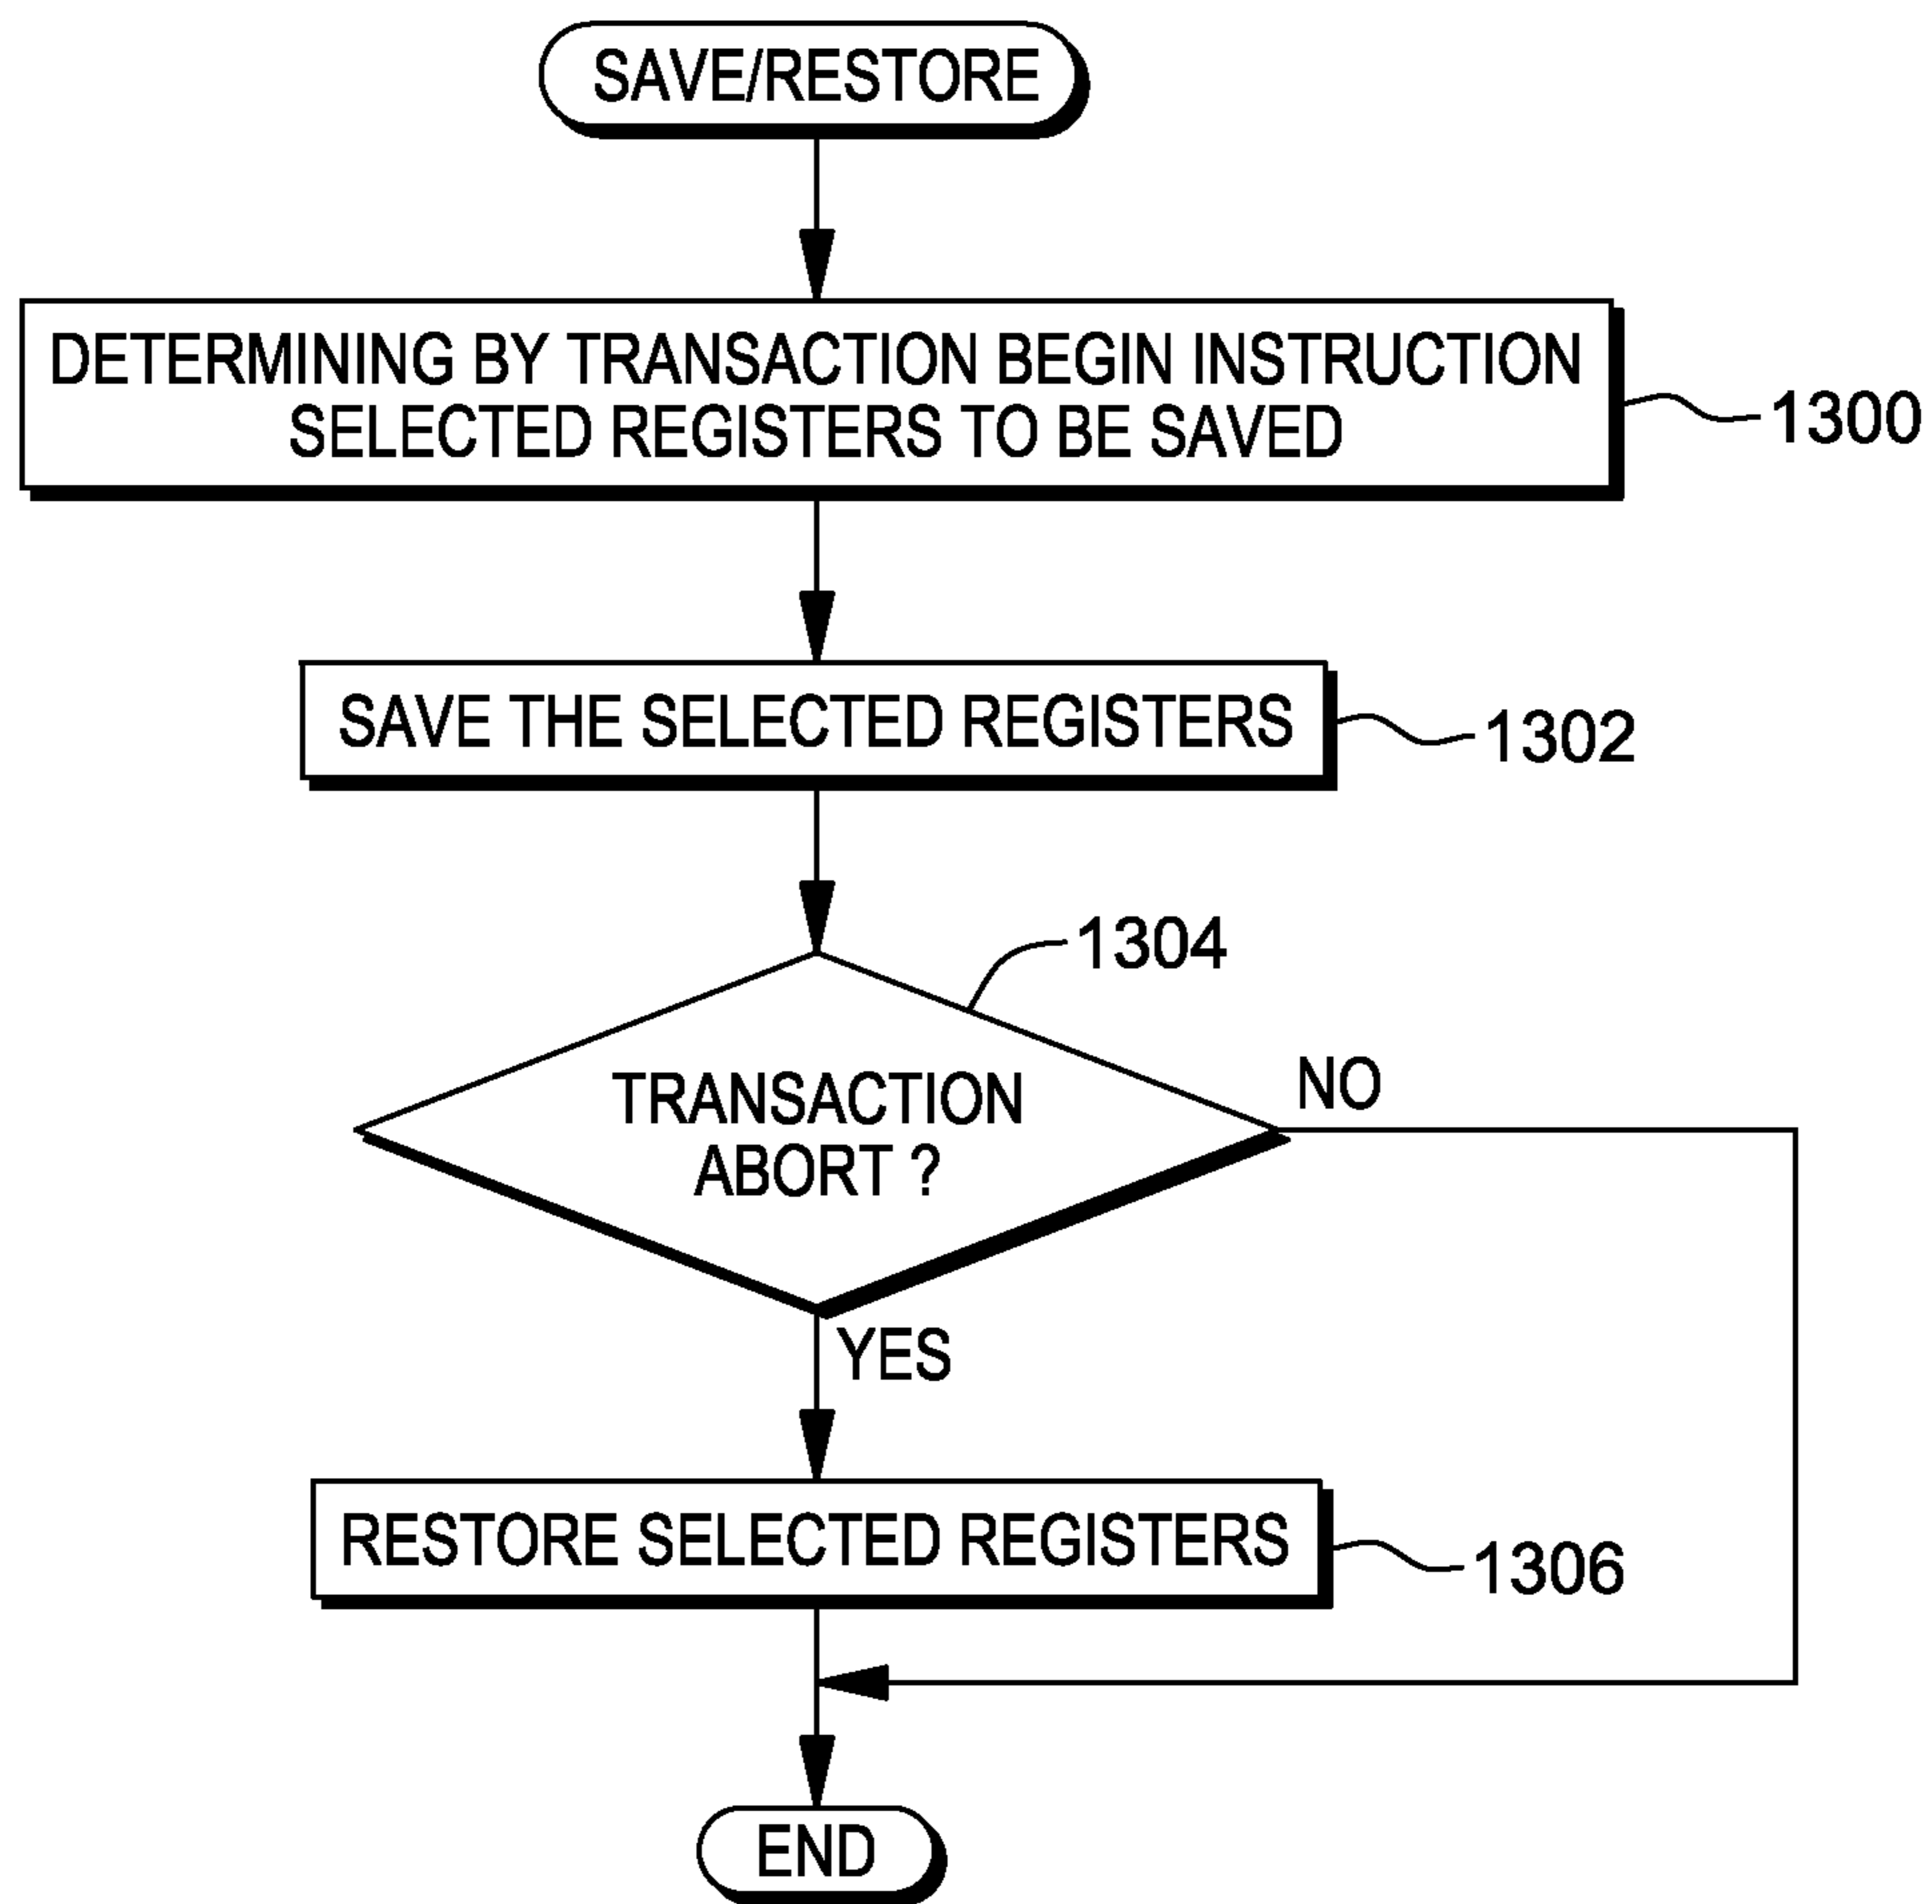 SAVE/RESTORE
DETERMINING BY TRANSACTION BEGIN INSTRUCTION
SELECTED REGISTERS TO BE SAVED
1300
SAVE THE SELECTED REGISTERS
1302
1304
TRANSACTION
ABORT ?
NO
YES
RESTORE SELECTED REGISTERS
1306
END